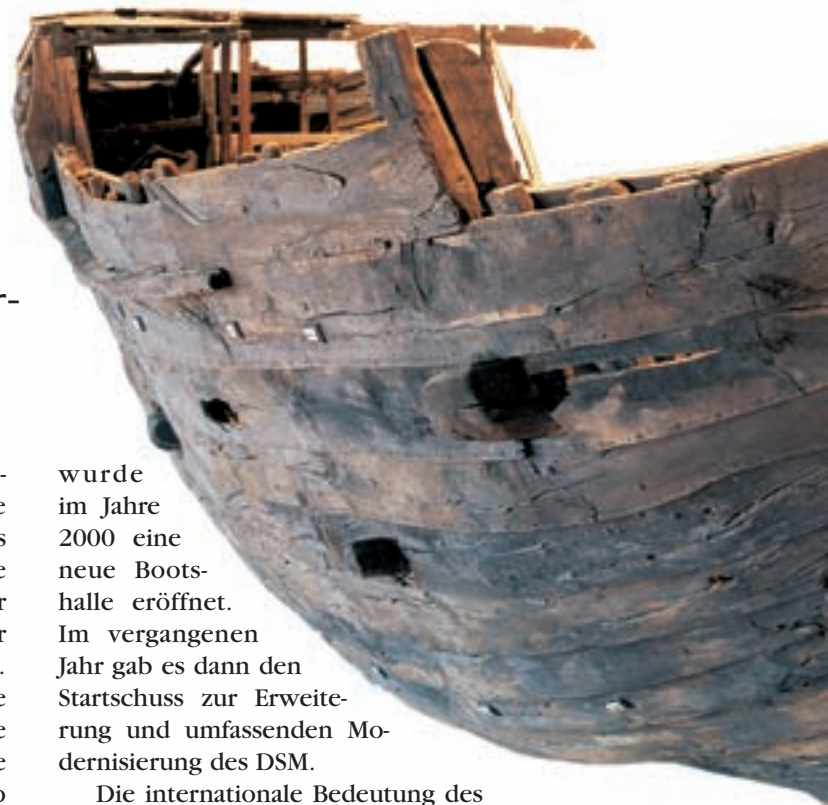 r-
-
e
s
e
r
r
.
e
e
e
o
wurde
im Jahre
2000 eine
neue Boots-
halle eröffnet.
Im vergangenen
Jahr gab es dann den
Startschuss zur Erweite-
rung und umfassenden Mo-
dernisierung des DSM.
Die internationale Bedeutung des